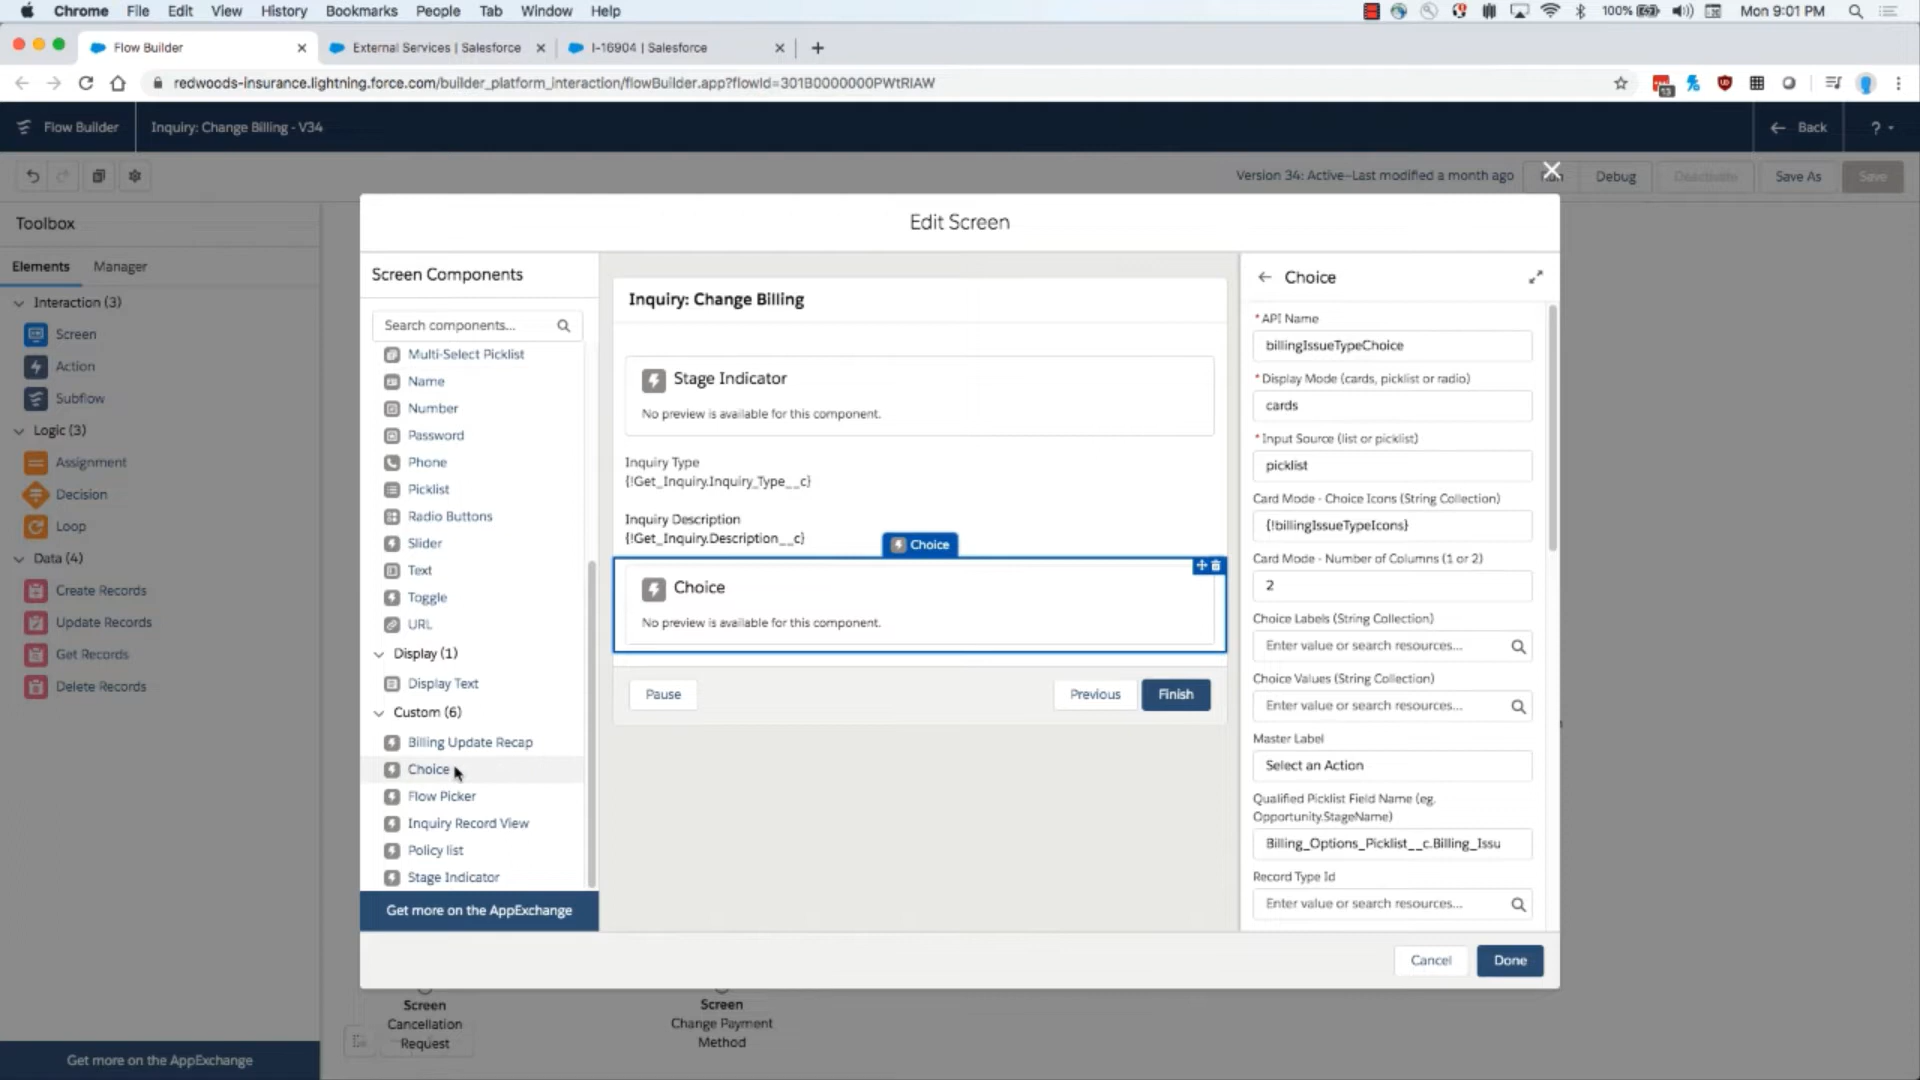 Chrome File Edit View History Bookmarks People Tab Window Help 100% Mon 9:01 PM
Flow Builder External Services | Salesforce I-16904 | Salesforce
redwoods-insurance.lightning.force.com/builder_platform_interaction/flowBuilder.app?flowId=301B0000000PWtRIAW
13
Flow Builder Inquiry: Change Billing - V34 Back ?
Version 34: Active—Last modified a month ago Run Debug Deactivate Save As Save
Toolbox
Elements Manager
Interaction (3)
Screen
Action
Subflow
Logic (3)
Assignment
Decision
Loop
Data (4)
Create Records
Update Records
Get Records
Delete Records
Get more on the AppExchange
Edit Screen
Screen Components
Search components...
Multi-Select Picklist
Name
Number
Password
Phone
Picklist
Radio Buttons
Slider
Text
Toggle
URL
Display (1)
Display Text
Custom (6)
Billing Update Recap
Choice
Flow Picker
Inquiry Record View
Policy list
Stage Indicator
Get more on the AppExchange
Inquiry: Change Billing
Stage Indicator
No preview is available for this component.
Inquiry Type
{!Get_Inquiry.Inquiry_Type__c}
Inquiry Description
{!Get_Inquiry.Description__c}
Choice
Choice
No preview is available for this component.
Pause Previous Finish
Choice
* API Name
billingIssueTypeChoice
* Display Mode (cards, picklist or radio)
cards
* Input Source (list or picklist)
picklist
Card Mode - Choice Icons (String Collection)
{!billingIssueTypeIcons}
Card Mode - Number of Columns (1 or 2)
2
Choice Labels (String Collection)
Enter value or search resources...
Choice Values (String Collection)
Enter value or search resources...
Master Label
Select an Action
Qualified Picklist Field Name (eg.
Opportunity.StageName)
Billing_Options_Picklist__c.Billing_Issu
Record Type Id
Enter value or search resources...
Cancel Done
Screen
Cancellation
Request
Screen
Change Payment
Method